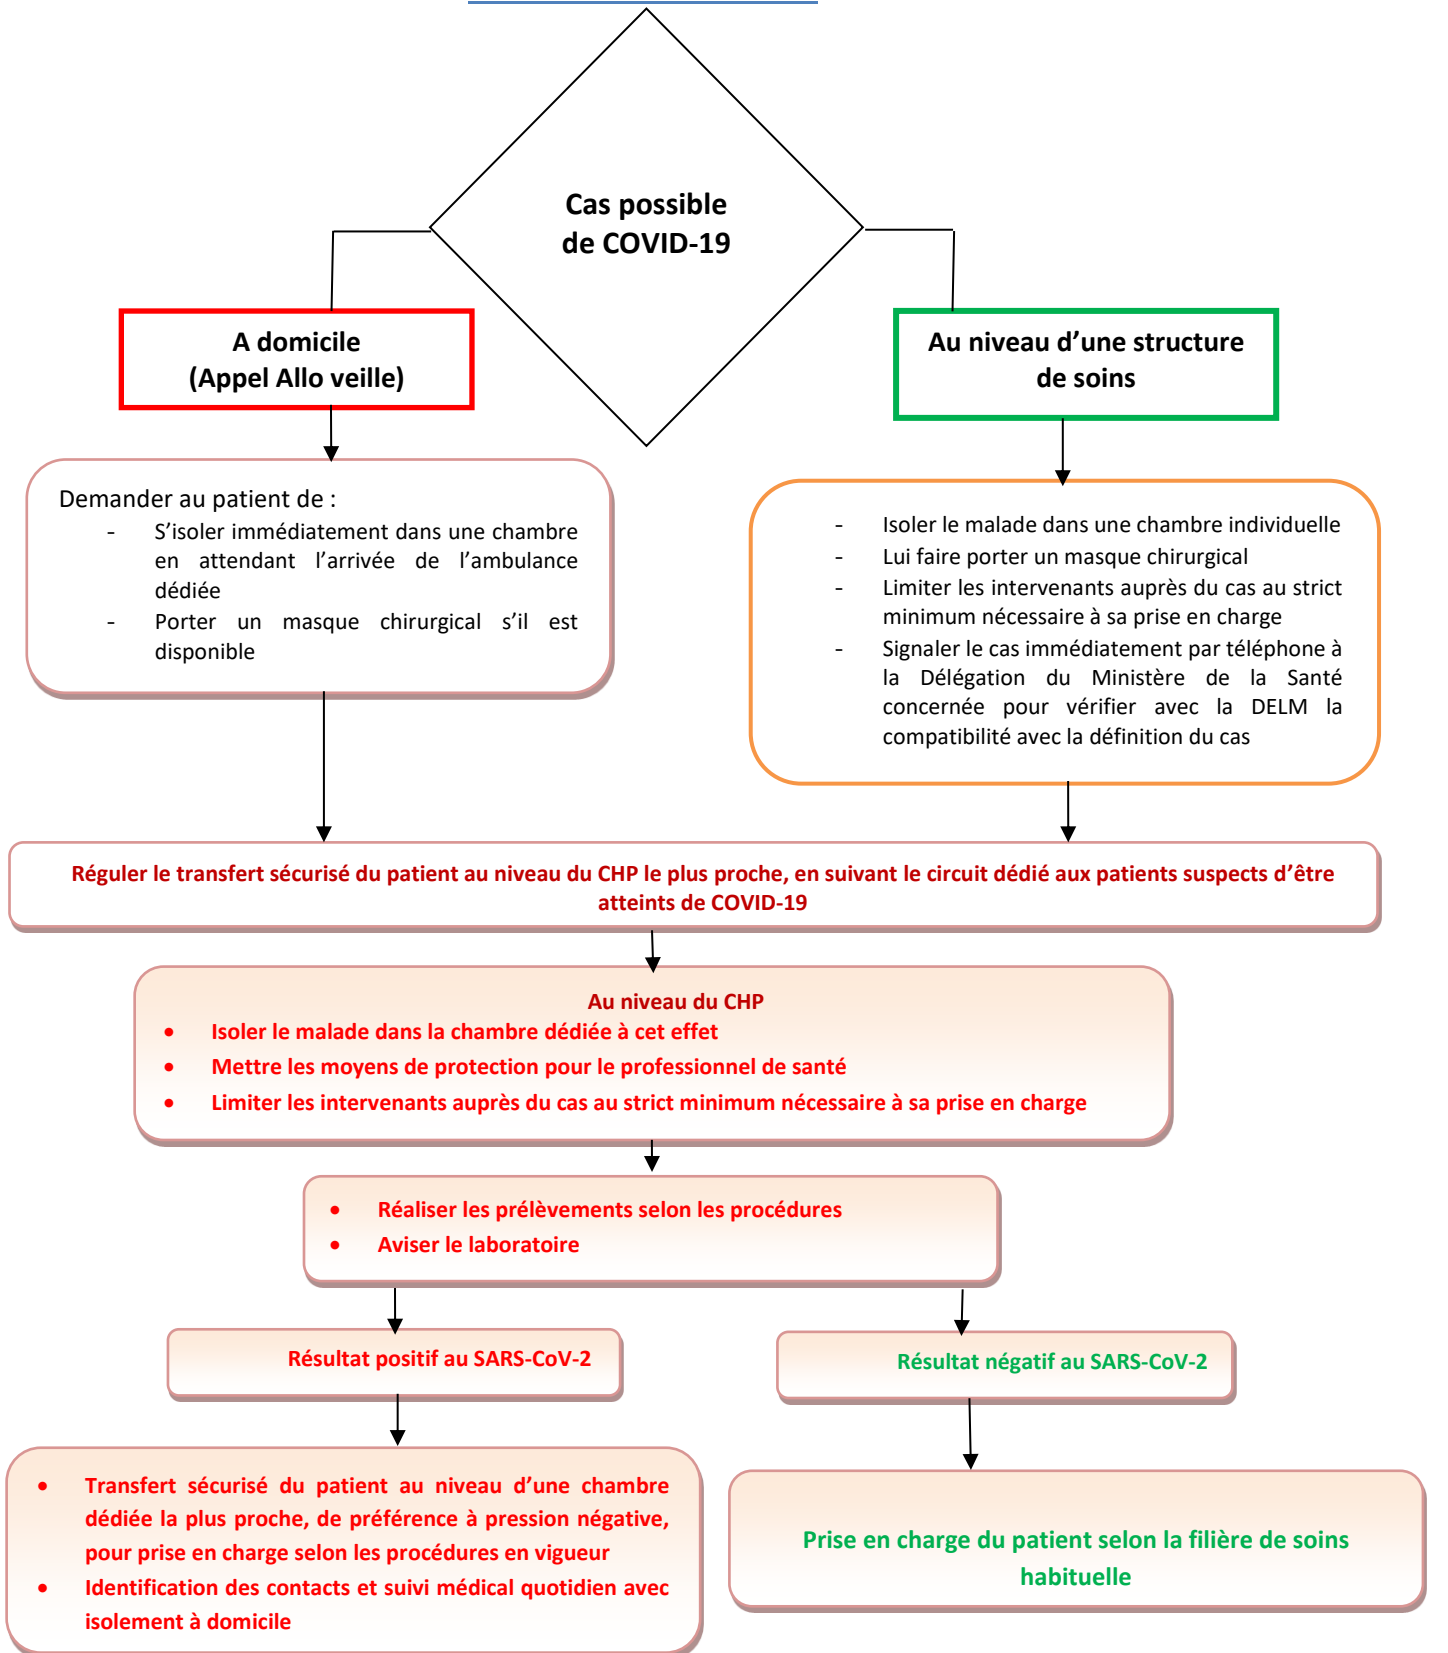 Cas possible
de COVID-19
A domicile
(Appel Allo veille)
Au niveau d’une structure
de soins
Demander au patient de :
- S’isoler immédiatement dans une chambre
en attendant l’arrivée de l’ambulance
dédiée
- Porter un masque chirurgical s’il est
disponible
- Isoler le malade dans une chambre individuelle
- Lui faire porter un masque chirurgical
- Limiter les intervenants auprès du cas au strict
minimum nécessaire à sa prise en charge
- Signaler le cas immédiatement par téléphone à
la Délégation du Ministère de la Santé
concernée pour vérifier avec la DELM la
compatibilité avec la définition du cas
Réguler le transfert sécurisé du patient au niveau du CHP le plus proche, en suivant le circuit dédié aux patients suspects d’être
atteints de COVID-19
Au niveau du CHP
• Isoler le malade dans la chambre dédiée à cet effet
• Mettre les moyens de protection pour le professionnel de santé
• Limiter les intervenants auprès du cas au strict minimum nécessaire à sa prise en charge
• Réaliser les prélèvements selon les procédures
• Aviser le laboratoire
Résultat positif au SARS-CoV-2
Résultat négatif au SARS-CoV-2
• Transfert sécurisé du patient au niveau d’une chambre
dédiée la plus proche, de préférence à pression négative,
pour prise en charge selon les procédures en vigueur
• Identification des contacts et suivi médical quotidien avec
isolement à domicile
Prise en charge du patient selon la filière de soins
habituelle